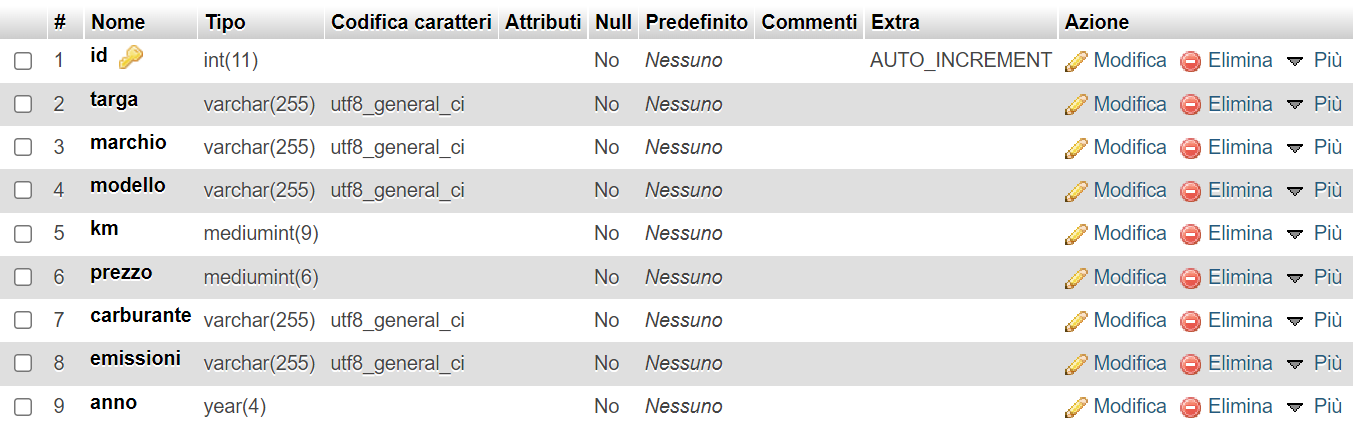 # Nome Tipo Codifica caratteri Attributi Null Predefinito Commenti Extra Azione
1 id int(11) No Nessuno AUTO_INCREMENT Modifica Elimina Più
2 targa varchar(255) utf8_general_ci No Nessuno Modifica Elimina Più
3 marchio varchar(255) utf8_general_ci No Nessuno Modifica Elimina Più
4 modello varchar(255) utf8_general_ci No Nessuno Modifica Elimina Più
5 km mediumint(9) No Nessuno Modifica Elimina Più
6 prezzo mediumint(6) No Nessuno Modifica Elimina Più
7 carburante varchar(255) utf8_general_ci No Nessuno Modifica Elimina Più
8 emissioni varchar(255) utf8_general_ci No Nessuno Modifica Elimina Più
9 anno year(4) No Nessuno Modifica Elimina Più